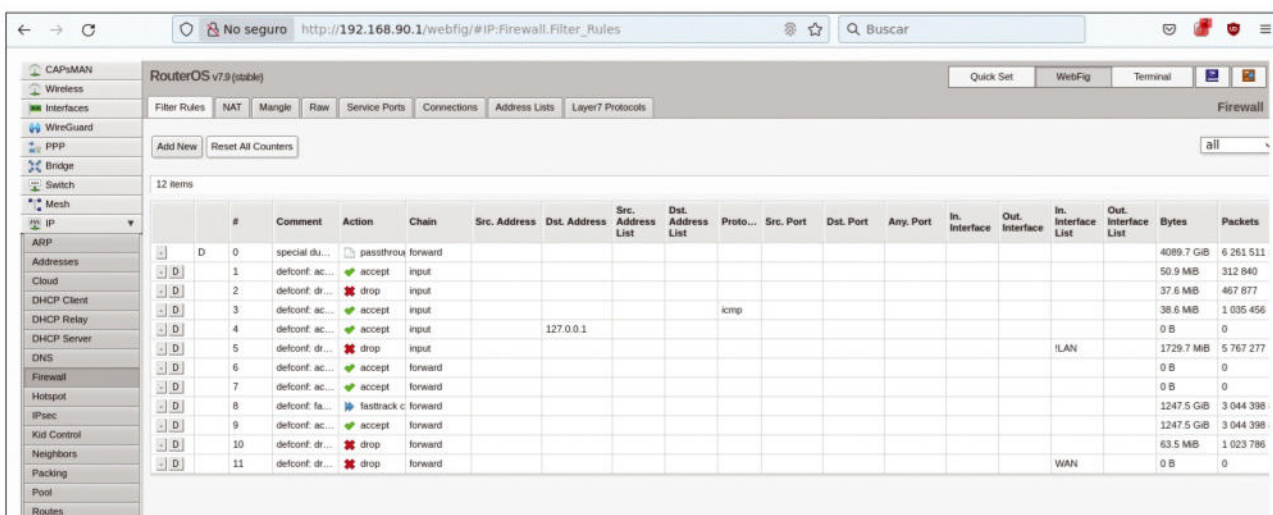 No seguro http://192.168.90.1/webfig/#IP:Firewall.Filter_Rules Buscar
CAPsMAN
Wireless
Interfaces
WireGuard
PPP
Bridge
Switch
Mesh
IP
ARP
Addresses
Cloud
DHCP Client
DHCP Relay
DHCP Server
DNS
Firewall
Hotspot
IPsec
Kid Control
Neighbors
Packing
Pool
Routes
RouterOS v7.9 (stable) Quick Set WebFig Terminal
Filter Rules NAT Mangle Raw Service Ports Connections Address Lists Layer7 Protocols Firewall
Add New Reset All Counters all
12 items
# Comment Action Chain Src. Address Dst. Address Src. Address List Dst. Address List Proto... Src. Port Dst. Port Any. Port In. Interface Out. Interface In. Interface List Out. Interface List Bytes Packets
D 0 special du... passthrou forward 4089.7 GiB 6 261 511
- D 1 defconf: ac... accept input 50.9 MiB 312 840
- D 2 defconf: dr... drop input 37.6 MiB 467 877
- D 3 defconf: ac... accept input icmp 38.6 MiB 1 035 456
- D 4 defconf: ac... accept input 127.0.0.1 0 B 0
- D 5 defconf: dr... drop input !LAN 1729.7 MiB 5 767 277
- D 6 defconf: ac... accept forward 0 B 0
- D 7 defconf: ac... accept forward 0 B 0
- D 8 defconf: fa... fasttrack c forward 1247.5 GiB 3 044 398
- D 9 defconf: ac... accept forward 1247.5 GiB 3 044 398
- D 10 defconf: dr... drop forward 63.5 MiB 1 023 786
- D 11 defconf: dr... drop forward WAN 0 B 0